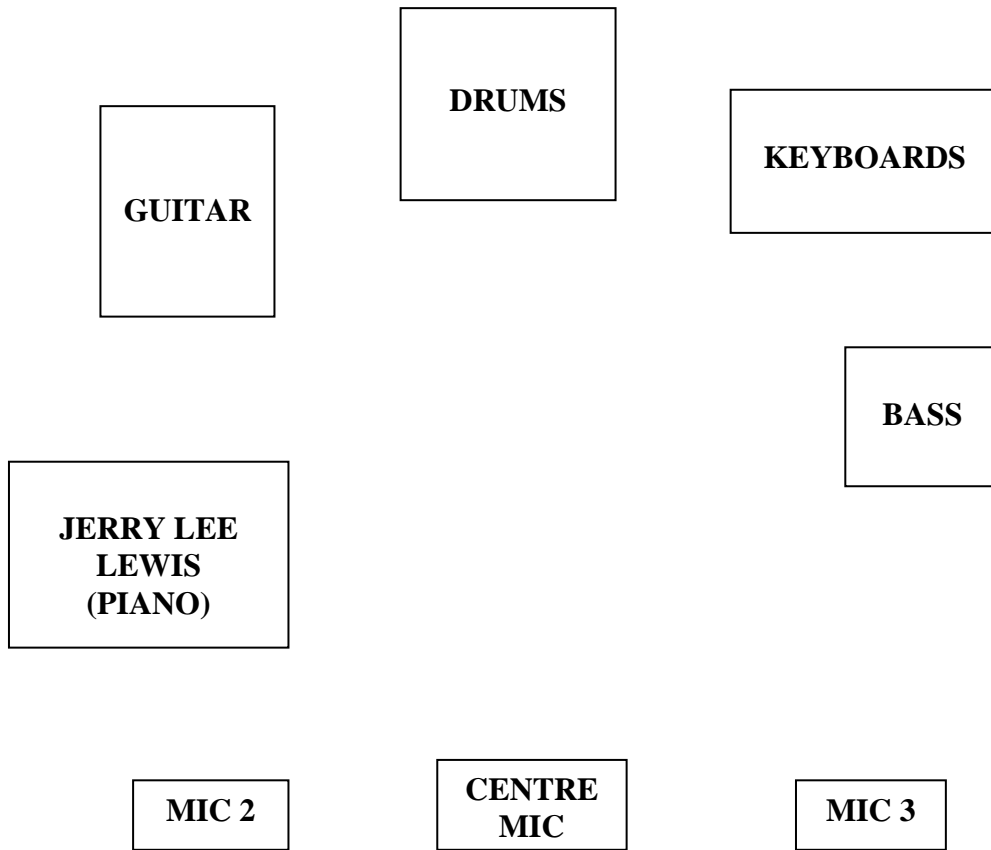 DRUMS
KEYBOARDS
GUITAR
BASS
JERRY LEE
LEWIS
(PIANO)
MIC 2
CENTRE
MIC
MIC 3